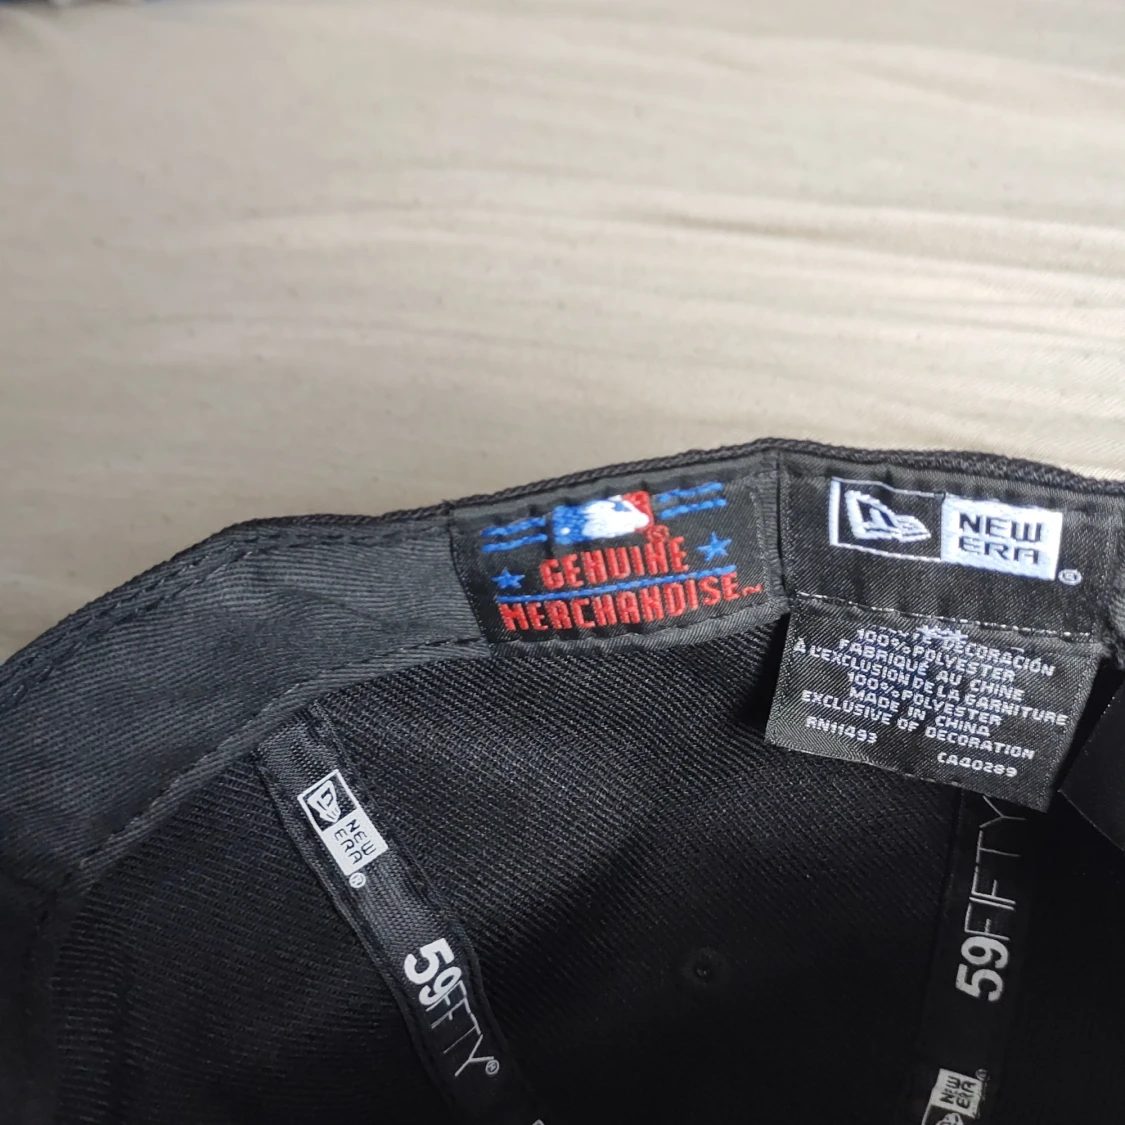 GENUINE
MERCHANDISE
NEW
ERA
®
100% POLYESTER
FABRIQUÉ AU CHINE
À L'EXCLUSION DE LA GARNITURE
100% POLYESTER
MADE IN CHINA
EXCLUSIVE OF DECORATION
RN11493
CA40289
NEW
ERA
®
59FIFTY®
59FIFTY
NEW
ERA